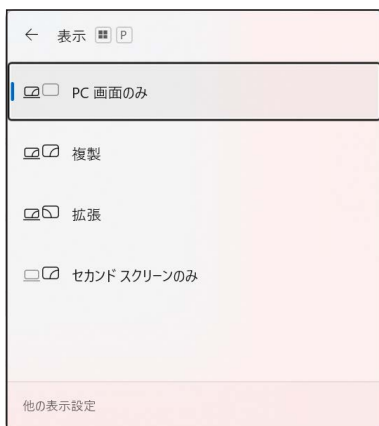 表示 P
PC 画面のみ
複製
拡張
セカンド スクリーンのみ
他の表示設定